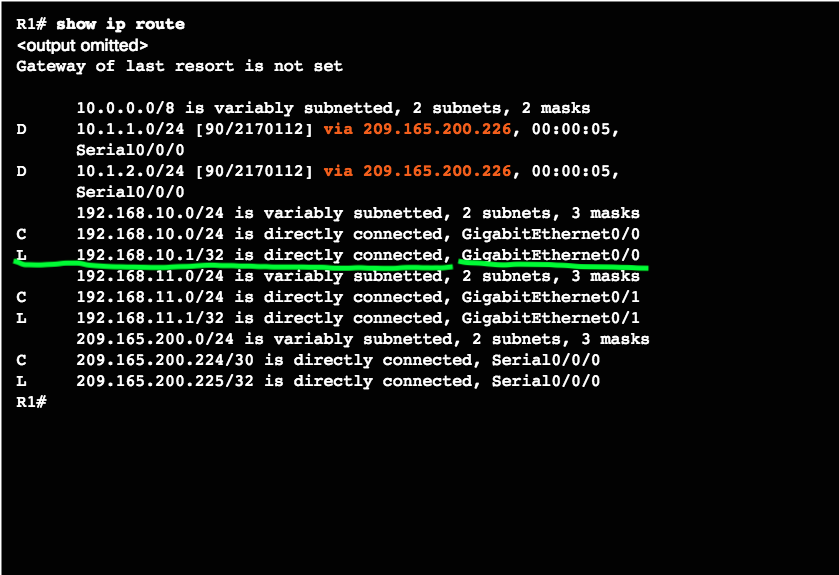 R1# show ip route
<output omitted>
Gateway of last resort is not set
10.0.0.0/8 is variably subnetted, 2 subnets, 2 masks
D 10.1.1.0/24 [90/2170112] via 209.165.200.226, 00:00:05,
Serial0/0/0
D 10.1.2.0/24 [90/2170112] via 209.165.200.226, 00:00:05,
Serial0/0/0
192.168.10.0/24 is variably subnetted, 2 subnets, 3 masks
C 192.168.10.0/24 is directly connected, GigabitEthernet0/0
L 192.168.10.1/32 is directly connected, GigabitEthernet0/0
192.168.11.0/24 is variably subnetted, 2 subnets, 3 masks
C 192.168.11.0/24 is directly connected, GigabitEthernet0/1
L 192.168.11.1/32 is directly connected, GigabitEthernet0/1
209.165.200.0/24 is variably subnetted, 2 subnets, 3 masks
C 209.165.200.224/30 is directly connected, Serial0/0/0
L 209.165.200.225/32 is directly connected, Serial0/0/0
R1#